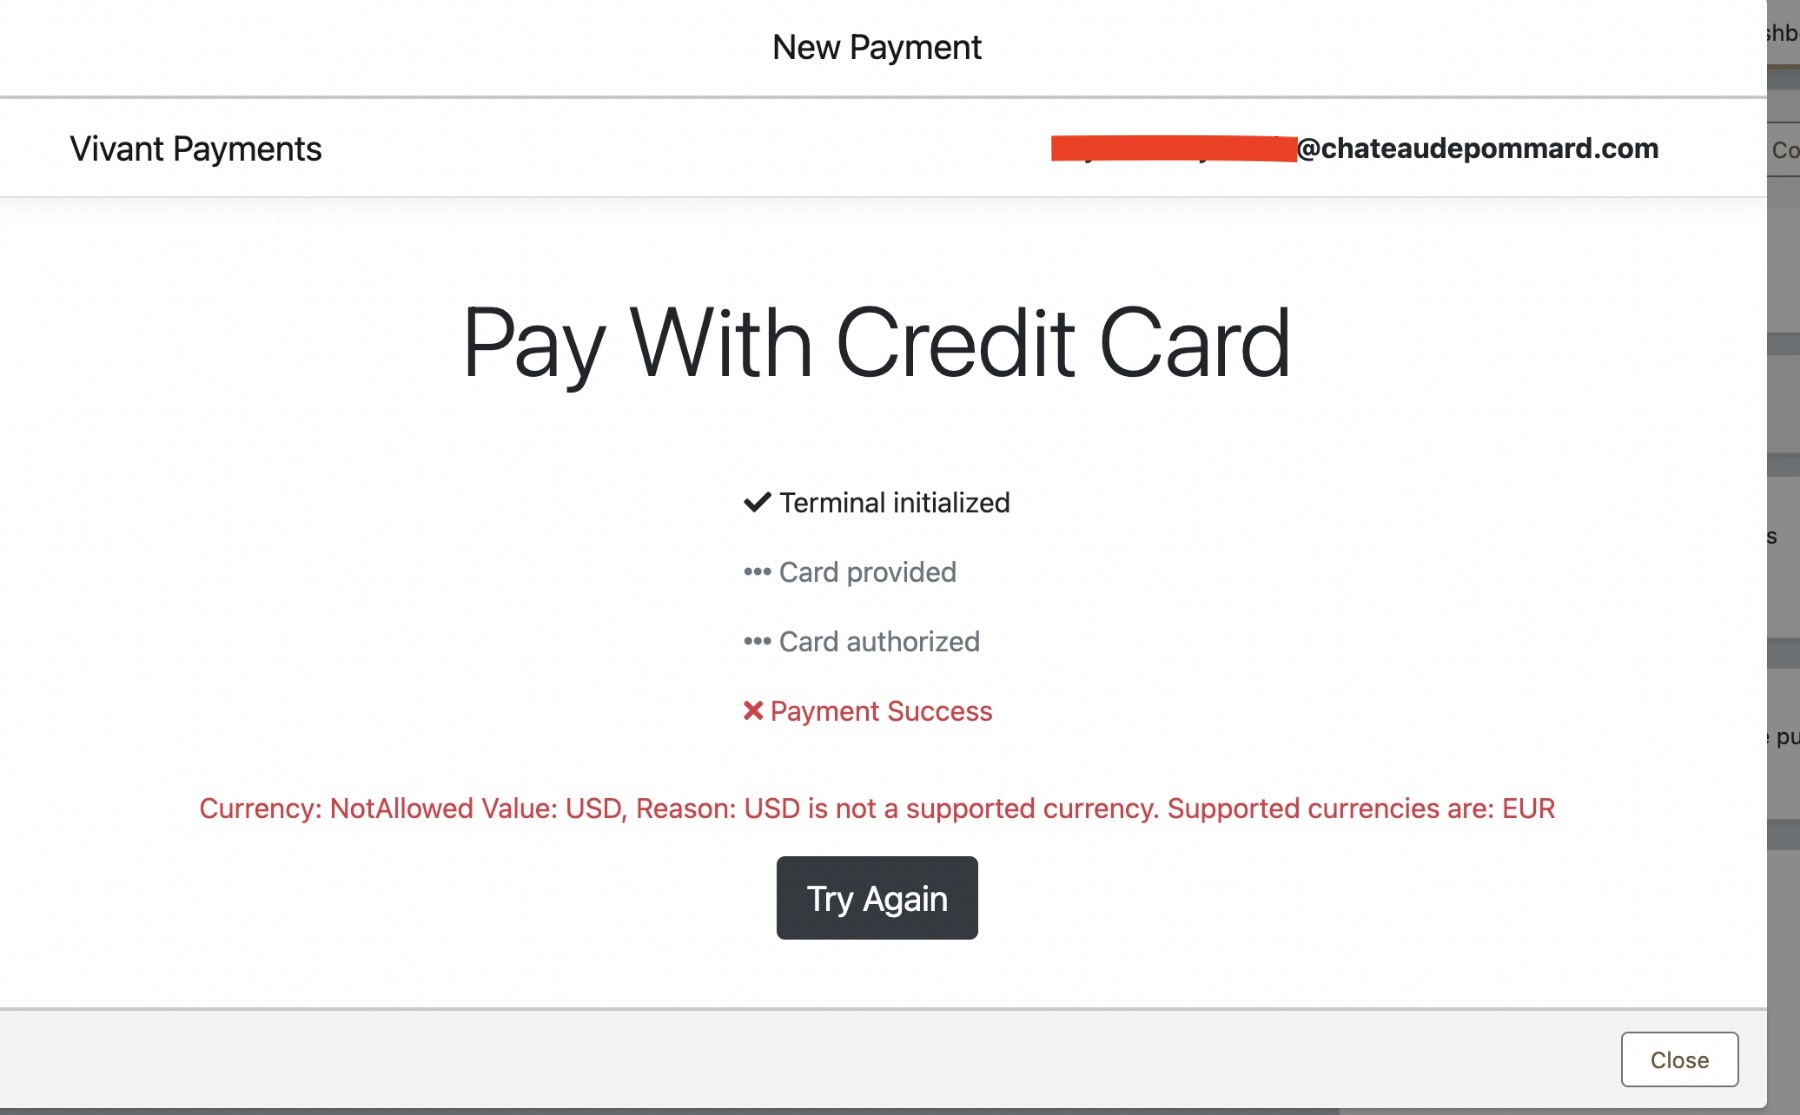 New Payment
Vivant Payments
@chateaudepommard.com
Pay With Credit Card
Terminal initialized
Card provided
Card authorized
Payment Success
Currency: NotAllowed Value: USD, Reason: USD is not a supported currency. Supported currencies are: EUR
Try Again
Close